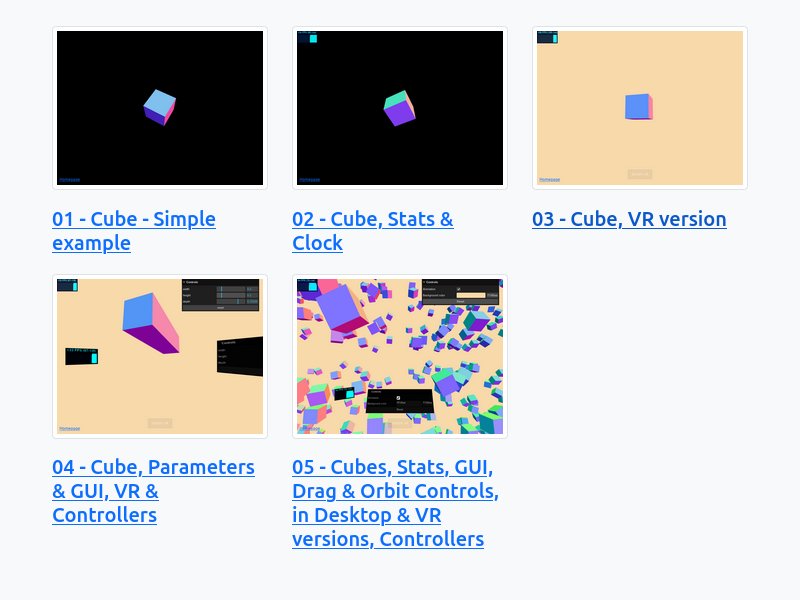 01 - Cube - Simple
example
02 - Cube, Stats &
Clock
03 - Cube, VR version
Controls
04 - Cube, Parameters
& GUI, VR &
Controllers
05 - Cubes, Stats, GUI,
Drag & Orbit Controls,
in Desktop & VR
versions, Controllers